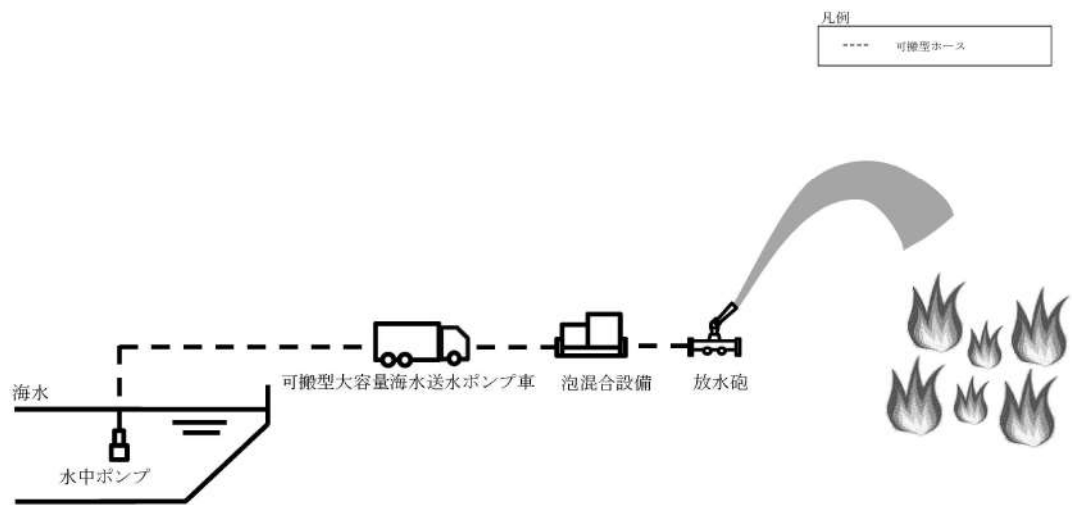 凡例
可搬型ホース
可搬型大容量海水送水ポンプ車
泡混合設備
放水砲
海水
水中ポンプ